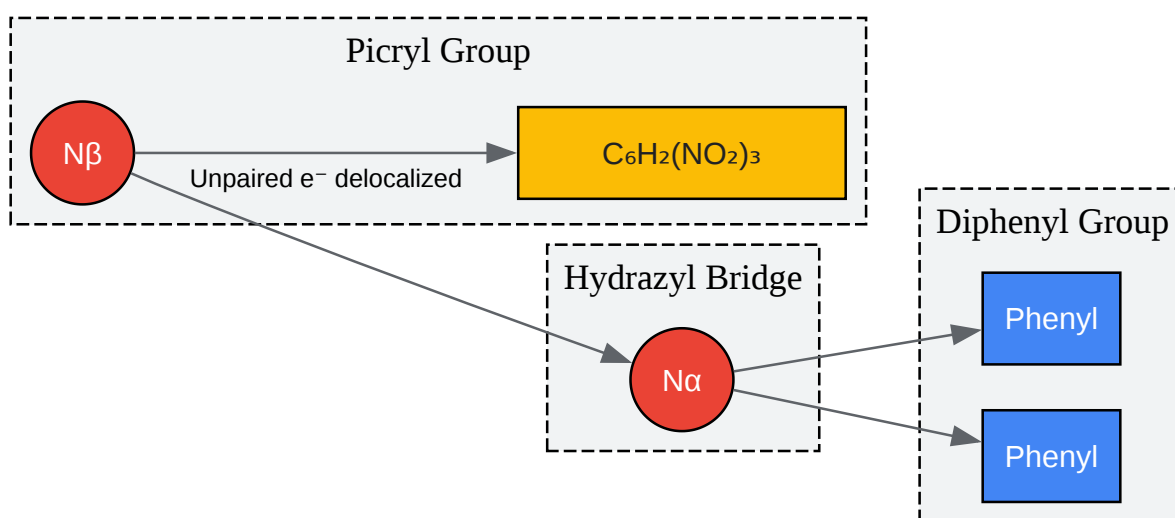 Picryl Group
Nβ
C₆H₂(NO₂)₃
Unpaired e⁻ delocalized
Diphenyl Group
Hydrazyl Bridge
Phenyl
Nα
Phenyl